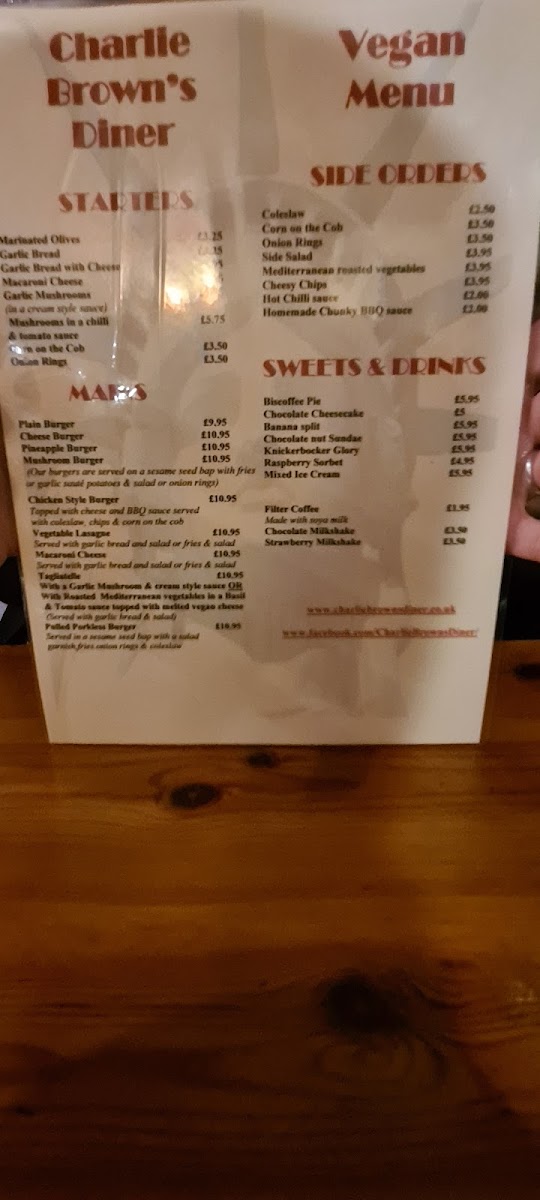 Charlie
Brown's
Diner
STARTERS
Marinated Olives £3.25
Garlic Bread
Garlic Bread with Cheese
Macaroni Cheese
Garlic Mushrooms
(in a cream style sauce)
Mushrooms in a chilli £5.75
& tomato sauce
Corn on the Cob £3.50
Onion Rings £3.50
MAINS
Plain Burger £9.95
Cheese Burger £10.95
Pineapple Burger £10.95
Mushroom Burger £10.95
(Our burgers are served on a sesame seed bap with fries
or garlic sauté potatoes & salad or onion rings)
Chicken Style Burger £10.95
Topped with cheese and BBQ sauce served
with coleslaw, chips & corn on the cob
Vegetable Lasagne £10.95
Served with garlic bread and salad or fries & salad
Macaroni Cheese £10.95
Served with garlic bread and salad or fries & salad
Tagliatelle £10.95
With a Garlic Mushroom & cream style sauce OR
With Roasted Mediterranean vegetables in a Basil
& Tomato sauce topped with melted vegan cheese
(Served with garlic bread & salad)
Pulled Porkless Burger £10.95
Served in a sesame seed bap with a salad
garnish fries onion rings & coleslaw
Vegan
Menu
SIDE ORDERS
Coleslaw £2.50
Corn on the Cob £3.50
Onion Rings £3.50
Side Salad £3.95
Mediterranean roasted vegetables £3.95
Cheesy Chips £3.95
Hot Chilli sauce £2.00
Homemade Chunky BBQ sauce £2.00
SWEETS & DRINKS
Biscoffee Pie £5.95
Chocolate Cheesecake £5
Banana split £5.95
Chocolate nut Sundae £5.95
Knickerbocker Glory £5.95
Raspberry Sorbet £4.95
Mixed Ice Cream £5.95
Filter Coffee £1.95
Made with soya milk
Chocolate Milkshake £3.50
Strawberry Milkshake £3.50
www.charliebrownsdiner.co.uk
www.facebook.com/CharlieBrownsDiner/